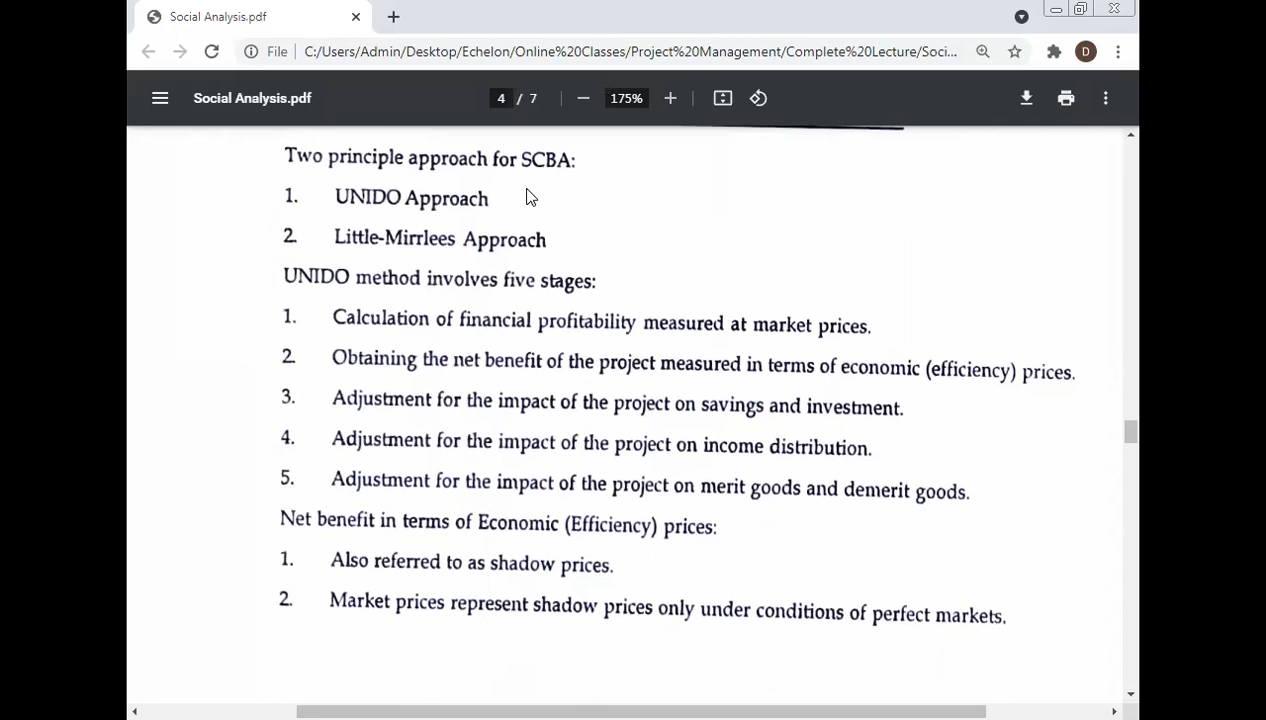 Social Analysis.pdf
File
C:/Users/Admin/Desktop/Echelon/Online%20Classes/Project%20Management/Complete%20Lecture/Soci...
D
Social Analysis.pdf
4 / 7
175%
Two principle approach for SCBA:
1. UNIDO Approach
2. Little-Mirrlees Approach
UNIDO method involves five stages:
1. Calculation of financial profitability measured at market prices.
2. Obtaining the net benefit of the project measured in terms of economic (efficiency) prices.
3. Adjustment for the impact of the project on savings and investment.
4. Adjustment for the impact of the project on income distribution.
5. Adjustment for the impact of the project on merit goods and demerit goods.
Net benefit in terms of Economic (Efficiency) prices:
1. Also referred to as shadow prices.
2. Market prices represent shadow prices only under conditions of perfect markets.